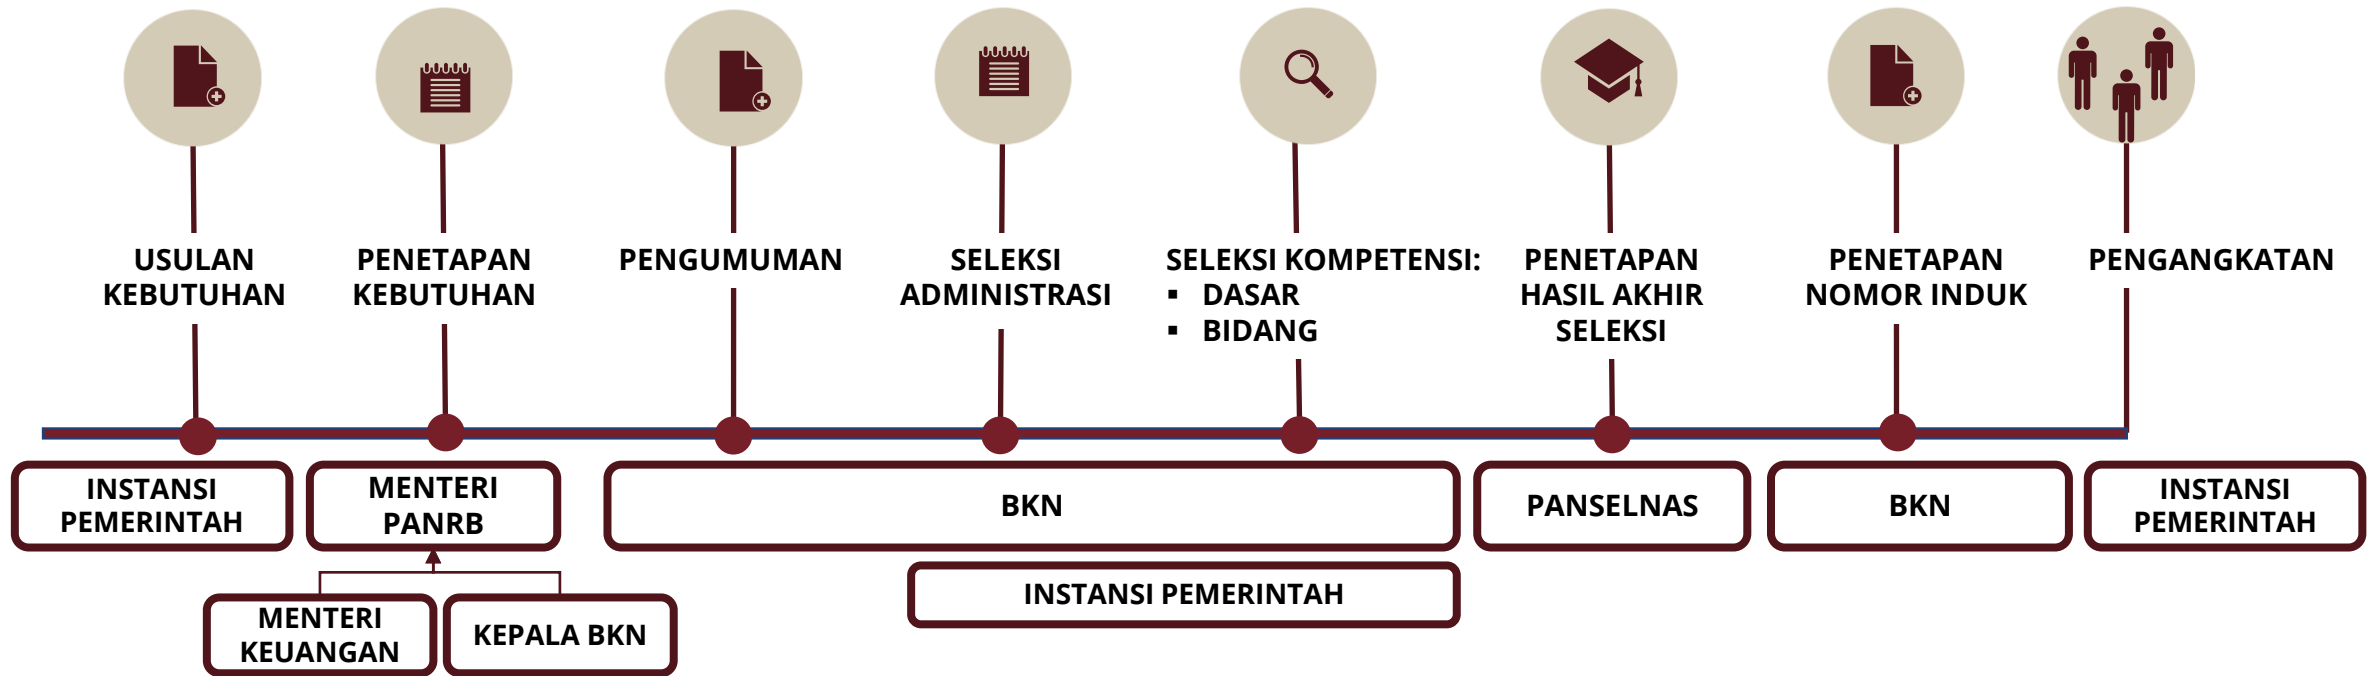 USULAN
KEBUTUHAN
PENETAPAN
KEBUTUHAN
PENGUMUMAN
SELEKSI
ADMINISTRASI
SELEKSI KOMPETENSI:
▪ DASAR
▪ BIDANG
PENETAPAN
HASIL AKHIR
SELEKSI
PENETAPAN
NOMOR INDUK
PENGANGKATAN
INSTANSI
PEMERINTAH
MENTERI
PANRB
BKN
PANSELNAS
BKN
INSTANSI
PEMERINTAH
INSTANSI PEMERINTAH
MENTERI
KEUANGAN
KEPALA BKN